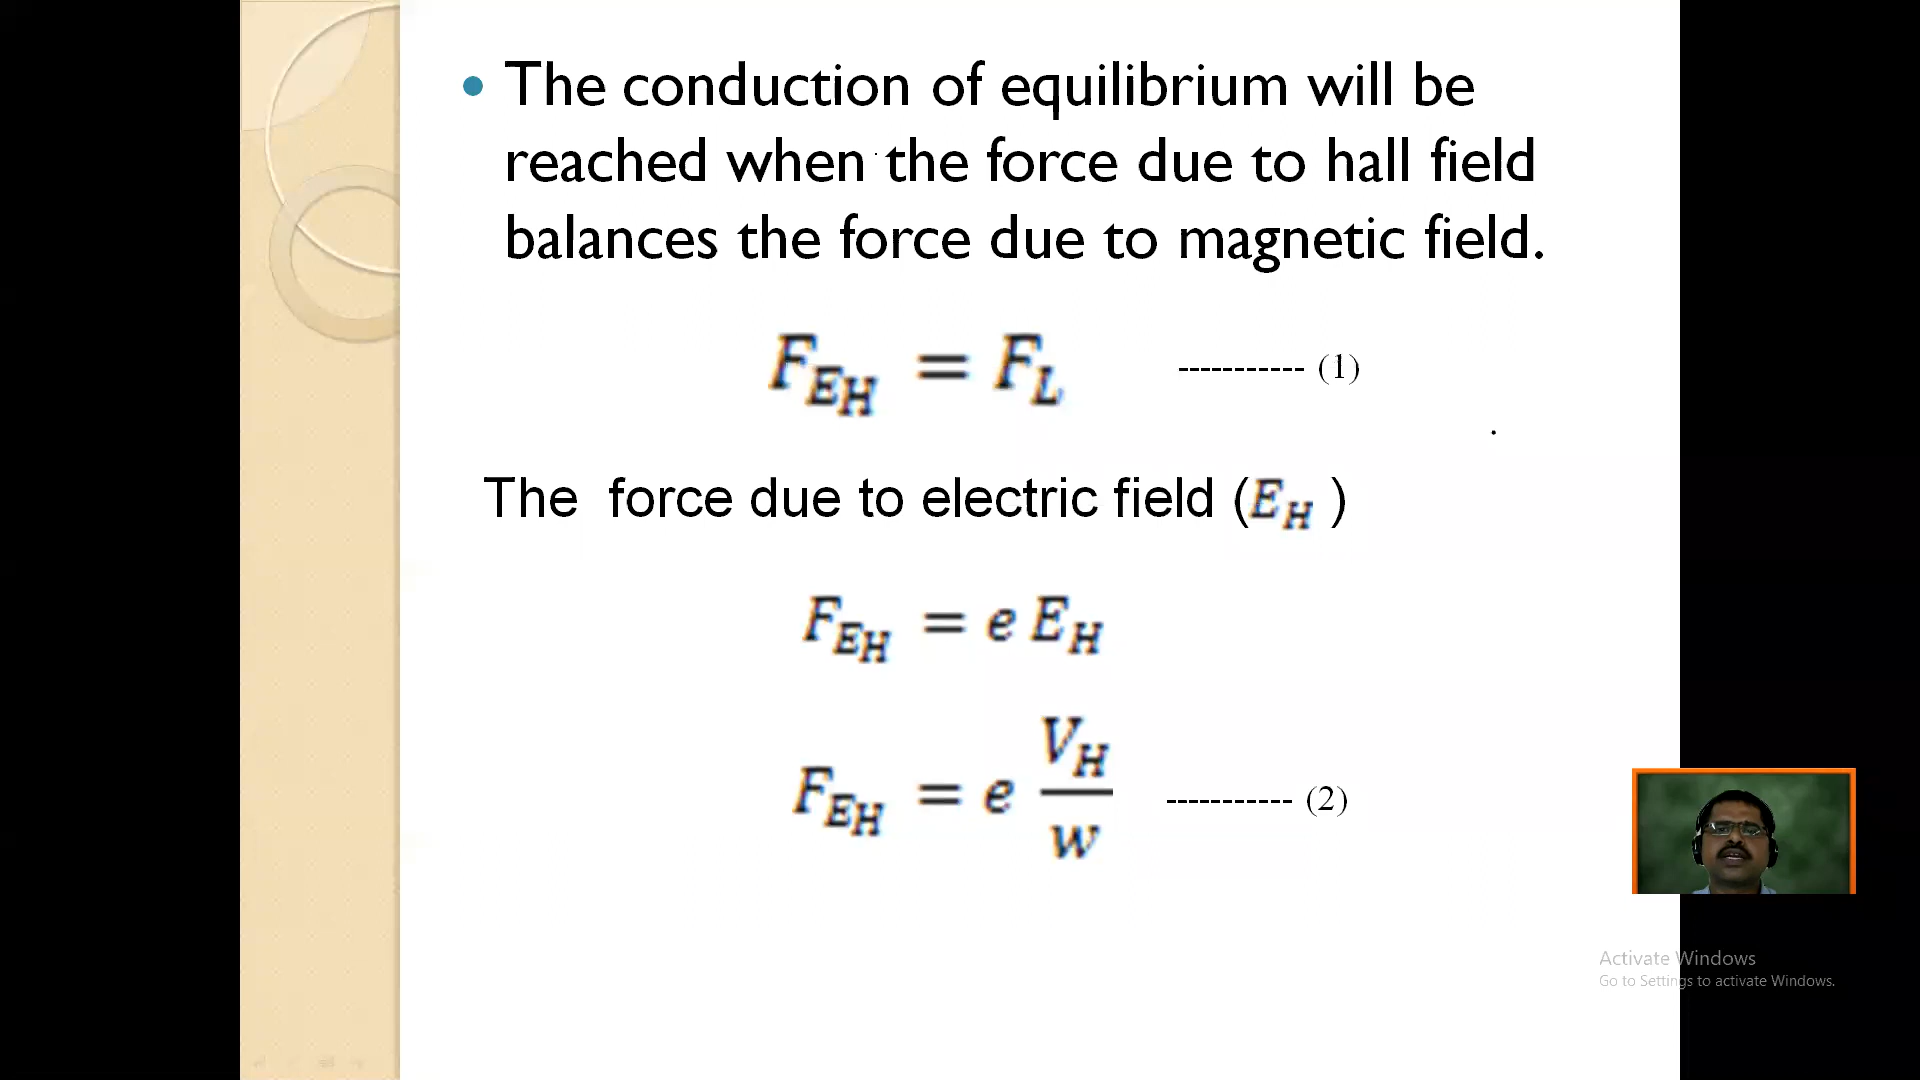 • The conduction of equilibrium will be
reached when the force due to hall field
balances the force due to magnetic field.
F_{E_H} = F_L ----------- (1)
.
The force due to electric field (E_H )
F_{E_H} = e E_H
F_{E_H} = e \frac{V_H}{w} ----------- (2)
Activate Windows
Go to Settings to activate Windows.